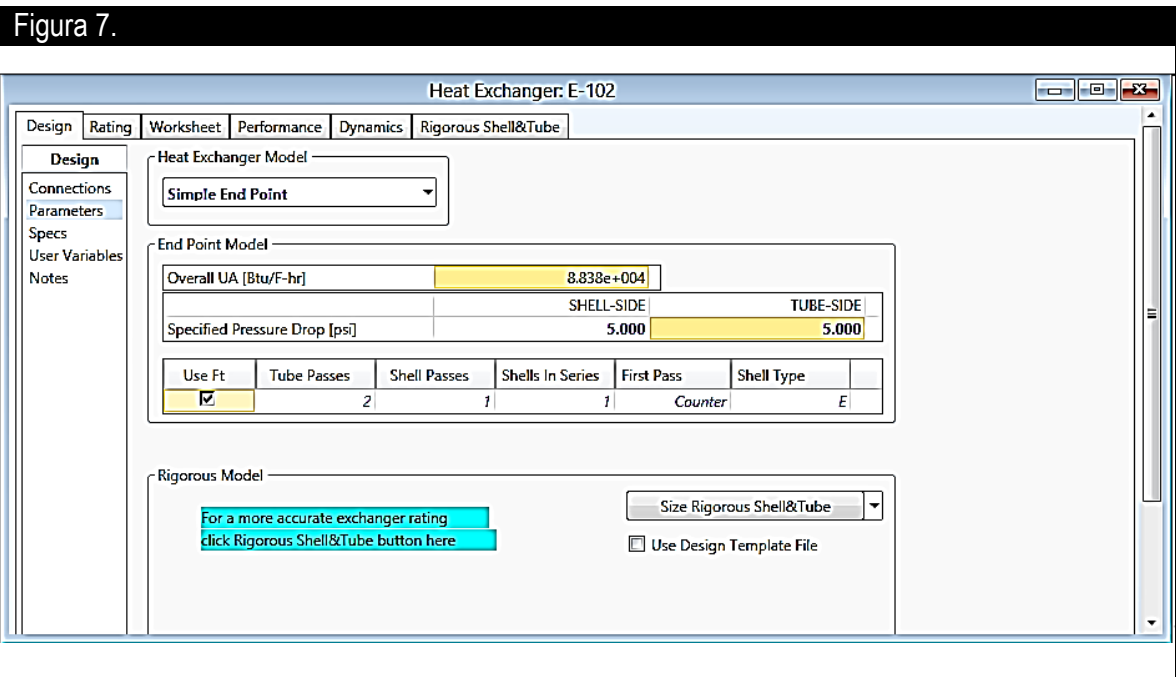 Figura 7.
Heat Exchanger: E-102
Design Rating Worksheet Performance Dynamics Rigorous Shell&Tube
Design
Connections
Parameters
Specs
User Variables
Notes
Heat Exchanger Model
Simple End Point
End Point Model
Overall UA [Btu/F-hr] 8.838e+004
SHELL-SIDE TUBE-SIDE
Specified Pressure Drop [psi] 5.000 5.000
Use Ft Tube Passes Shell Passes Shells In Series First Pass Shell Type
2 1 1 Counter E
Rigorous Model
For a more accurate exchanger rating
click Rigorous Shell&Tube button here
Size Rigorous Shell&Tube
Use Design Template File